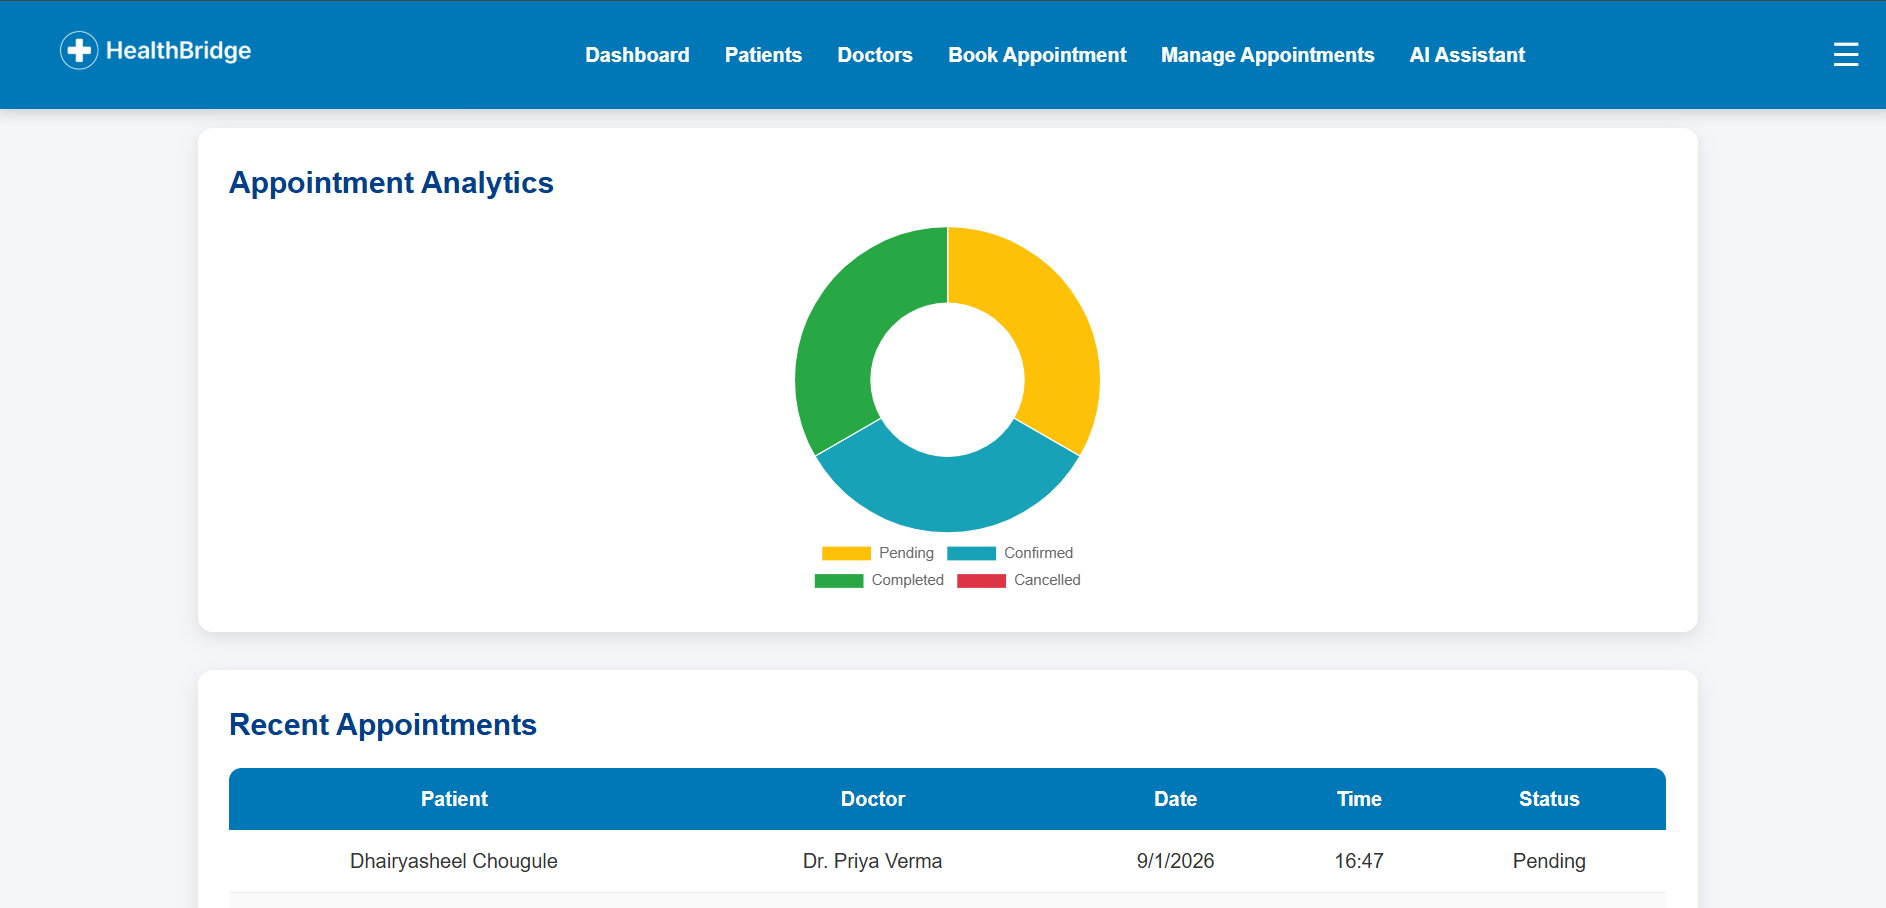 HealthBridge
Dashboard Patients Doctors Book Appointment Manage Appointments AI Assistant
Appointment Analytics
Pending Confirmed
Completed Cancelled
Recent Appointments
Patient Doctor Date Time Status
Dhairyasheel Chougule Dr. Priya Verma 9/1/2026 16:47 Pending